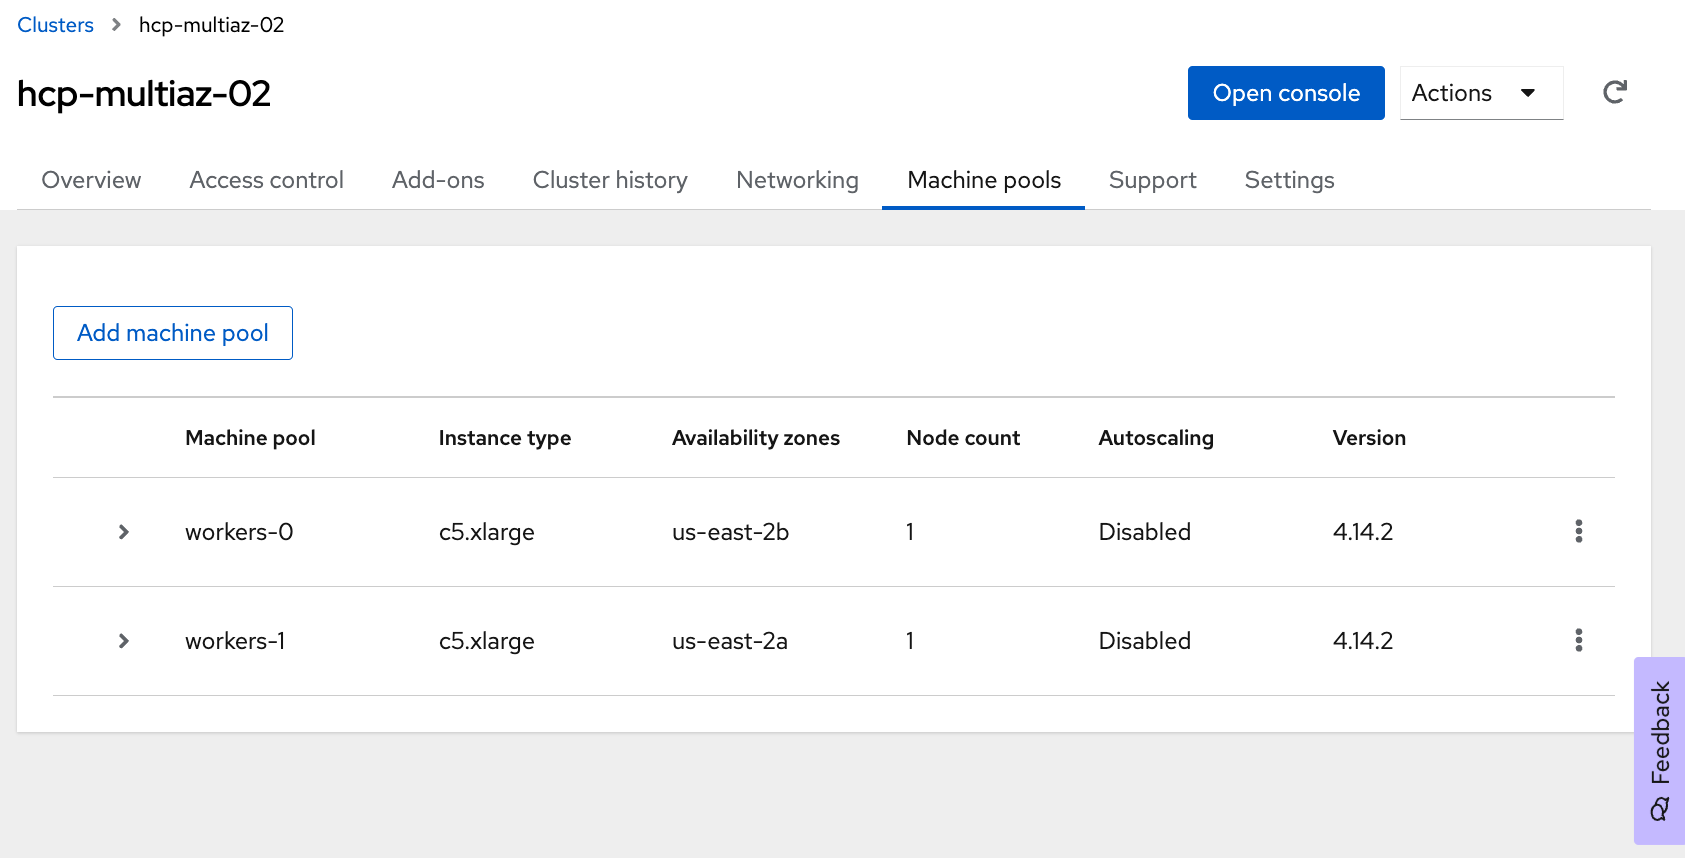 Clusters hcp-multiaz-02
hcp-multiaz-02
Open console Actions
Overview Access control Add-ons Cluster history Networking Machine pools Support Settings
Add machine pool
Machine pool Instance type Availability zones Node count Autoscaling Version
workers-0 c5.xlarge us-east-2b 1 Disabled 4.14.2
workers-1 c5.xlarge us-east-2a 1 Disabled 4.14.2
Feedback